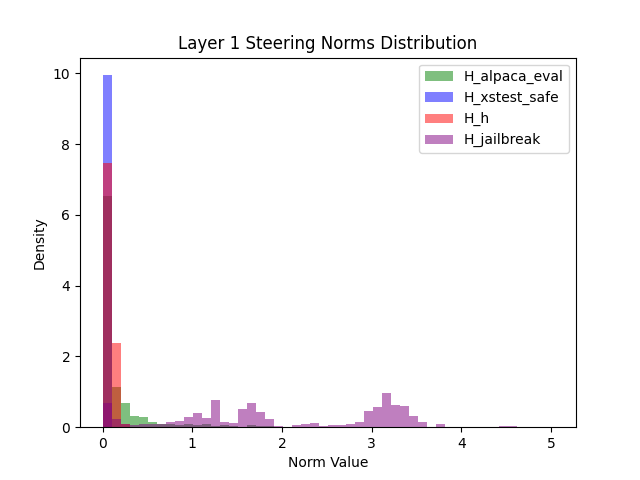 Layer 1 Steering Norms Distribution
H_alpaca_eval
H_xstest_safe
H_h
H_jailbreak
Density
10
8
6
4
2
0
0 1 2 3 4 5
Norm Value